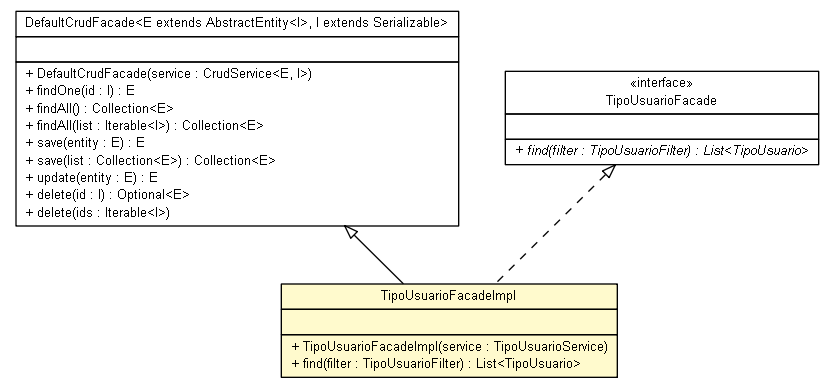 DefaultCrudFacade<E extends AbstractEntity<I>, I extends Serializable>
+ DefaultCrudFacade(service : CrudService<E, I>)
+ findOne(id : I) : E
+ findAll() : Collection<E>
+ findAll(list : Iterable<I>) : Collection<E>
+ save(entity : E) : E
+ save(list : Collection<E>) : Collection<E>
+ update(entity : E) : E
+ delete(id : I) : Optional<E>
+ delete(ids : Iterable<I>)
«interface»
TipoUsuarioFacade
+ find(filter : TipoUsuarioFilter) : List<TipoUsuario>
TipoUsuarioFacadeImpl
+ TipoUsuarioFacadeImpl(service : TipoUsuarioService)
+ find(filter : TipoUsuarioFilter) : List<TipoUsuario>